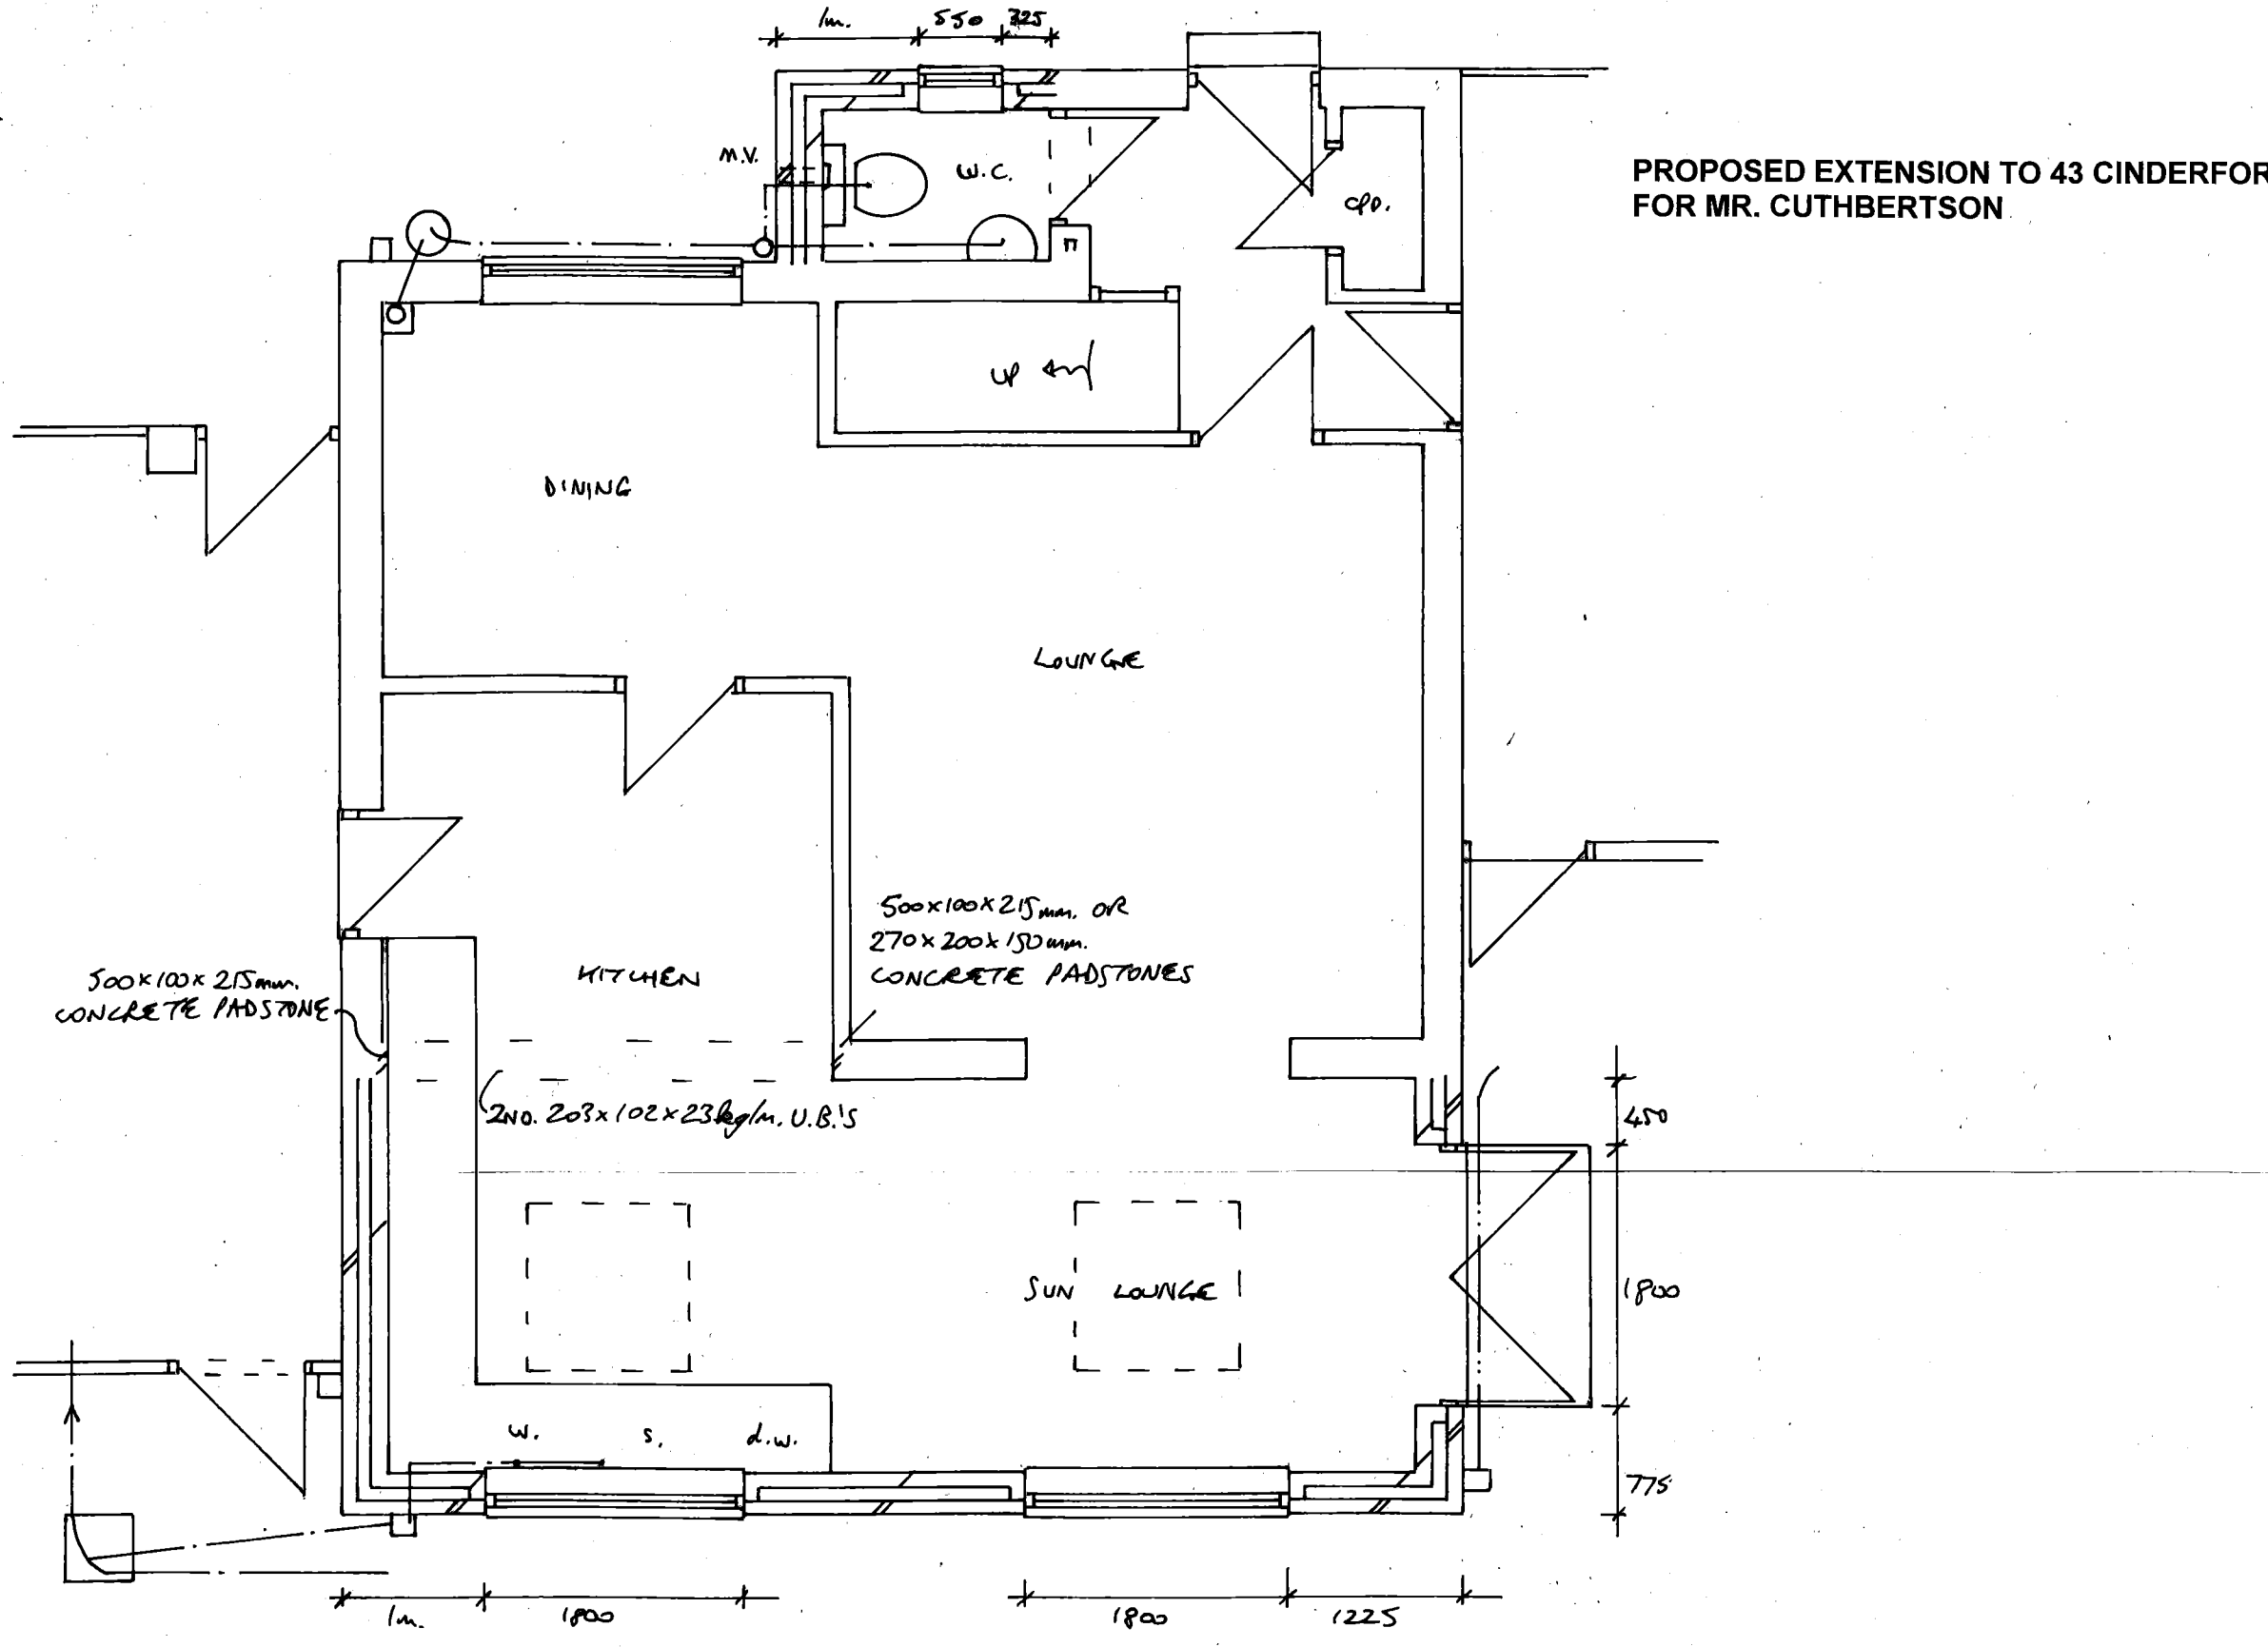 1m. 550 325
PROPOSED EXTENSION TO 43 CINDERFOR
FOR MR. CUTHBERTSON
M.V.
W.C.
CPD.
UP
DINING
LOUNGE
500x100x215mm. OR
270x200x150mm.
CONCRETE PADSTONES
KITCHEN
500x100x215mm.
CONCRETE PADSTONE
2NO. 203x102x23kg/m. U.B.'S
450
SUN LOUNGE
1800
w. s. d.w.
775
1m. 1800 1800 1225